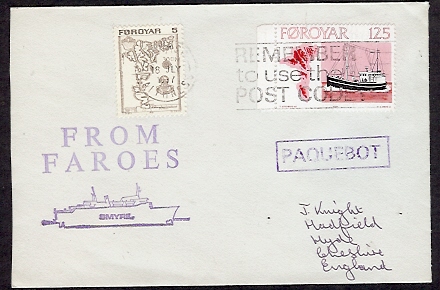 FØROYAR 5
FØROYAR 125
REMEMBER
to use the
POST CODE
FROM
FAROES
SMYRIL
PAQUEBOT
J. Knight
Hadfield
Hyde
Cheshire
England